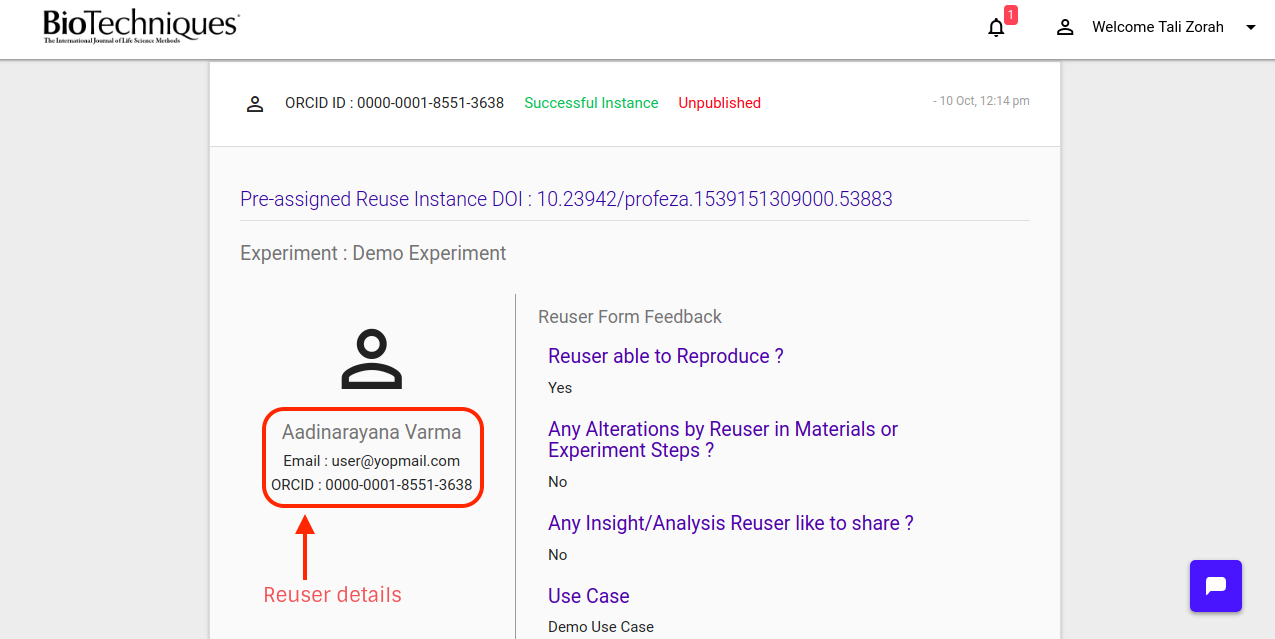 BioTechniques®
The International Journal of Life Science Methods
1
Welcome Tali Zorah
ORCID ID : 0000-0001-8551-3638 Successful Instance Unpublished - 10 Oct, 12:14 pm
Pre-assigned Reuse Instance DOI : 10.23942/profeza.1539151309000.53883
Experiment : Demo Experiment
Aadinarayana Varma
Email : user@yopmail.com
ORCID : 0000-0001-8551-3638
Reuser details
Reuser Form Feedback
Reuser able to Reproduce ?
Yes
Any Alterations by Reuser in Materials or
Experiment Steps ?
No
Any Insight/Analysis Reuser like to share ?
No
Use Case
Demo Use Case